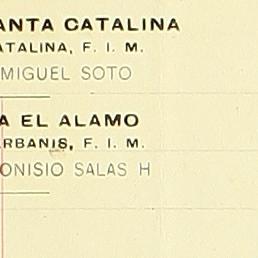 ANTA CATALINA
ATALINA, F. I. M.
MIGUEL SOTO
A EL ALAMO
RBANIS, F. I. M.
ONISIO SALAS H